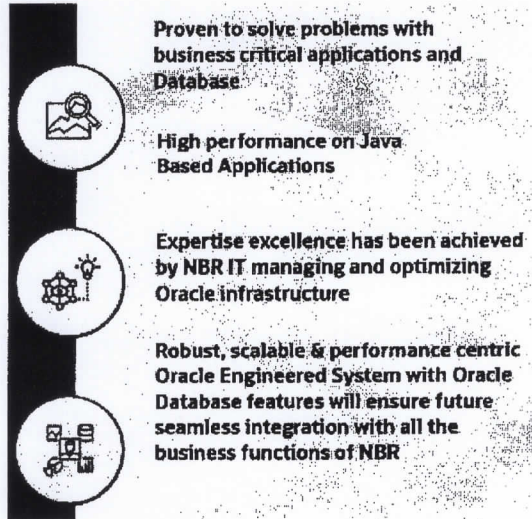 Proven to solve problems with
business critical applications and
Database
High performance on Java
Based Applications
Expertise excellence has been achieved
by NBR IT managing and optimizing
Oracle infrastructure
Robust, scalable & performance centric
Oracle Engineered System with Oracle
Database features will ensure future
seamless integration with all the
business functions of NBR